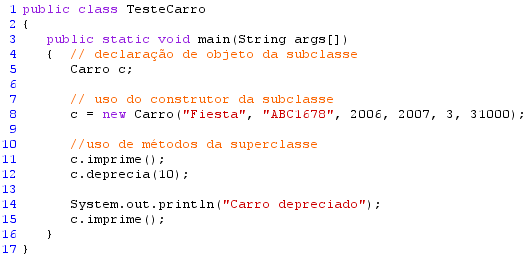 1 public class TesteCarro
2 {
3 public static void main(String args[])
4 { // declaração de objeto da subclasse
5 Carro c;
6
7 // uso do construtor da subclasse
8 c = new Carro("Fiesta", "ABC1678", 2006, 2007, 3, 31000);
9
10 //uso de métodos da superclasse
11 c.imprime();
12 c.deprecia(10);
13
14 System.out.println("Carro depreciado");
15 c.imprime();
16 }
17 }